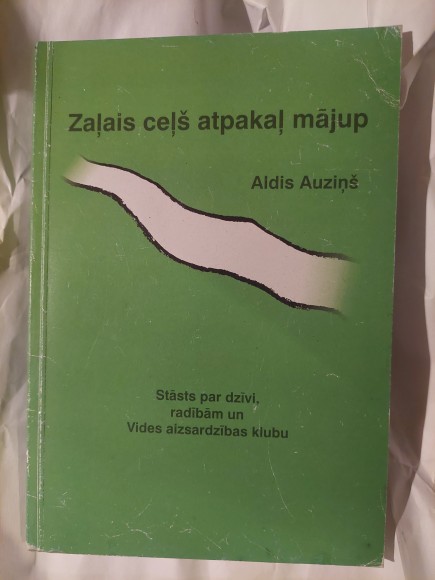 Zaļais ceļš atpakaļ mājup
Aldis Auziņš
Stāsts par dzīvi,
radībām un
Vides aizsardzības klubu